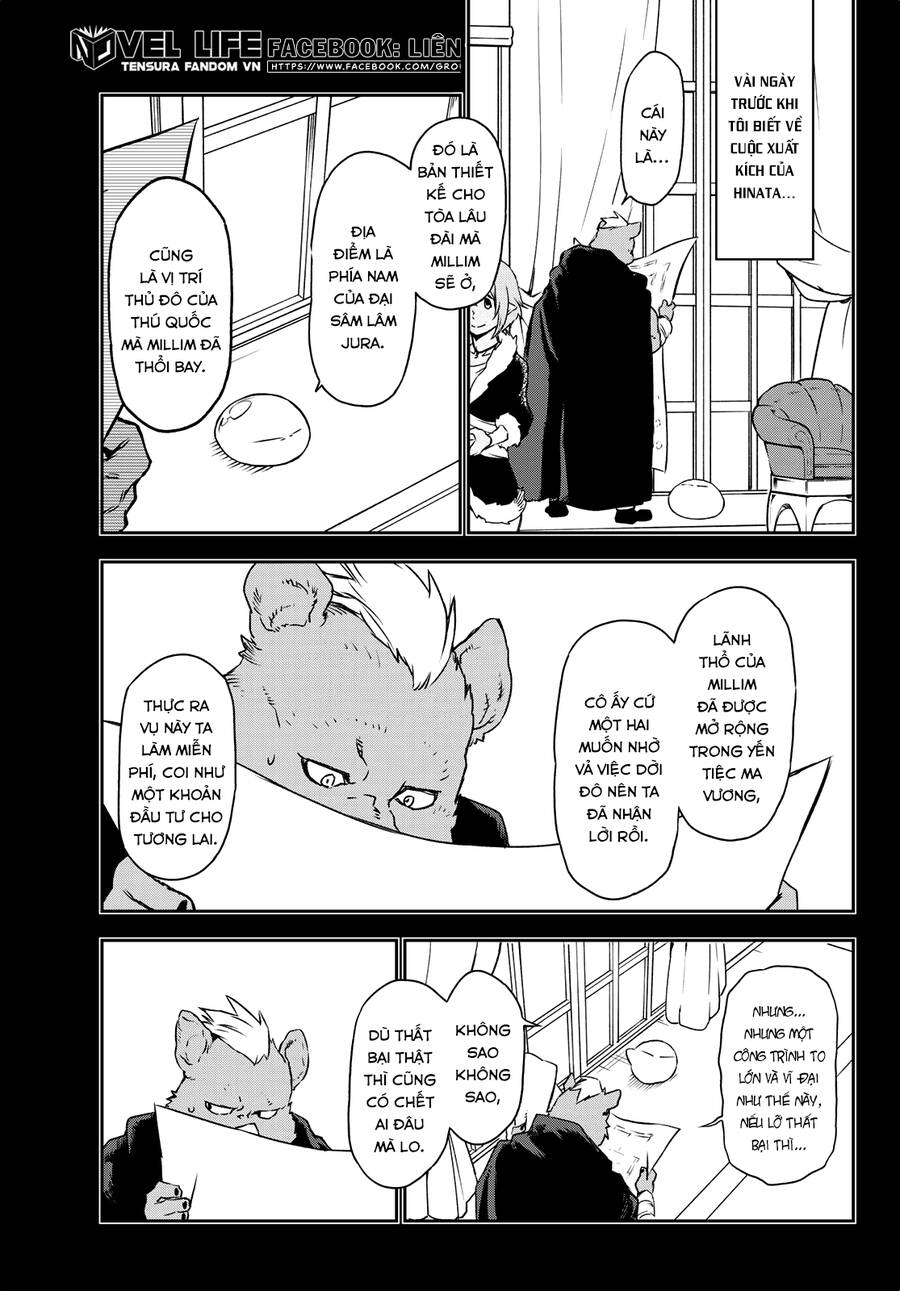 NOVEL LIFE
TENSURA FANDOM VN
FACEBOOK: LIÊN
HTTPS://WWW.FACEBOOK.COM/GROU
VÀI NGÀY
TRƯỚC KHI
TÔI BIẾT VỀ
CUỘC XUẤT
KÍCH CỦA
HINATA...
CÁI
NÀY
LÀ...
ĐÓ LÀ
BẢN THIẾT
KẾ CHO
TÒA LÂU
ĐÀI MÀ
MILLIM
SẼ Ở,
ĐỊA
ĐIỂM LÀ
PHÍA NAM
CỦA ĐẠI
SÂM LÂM
JURA.
CŨNG
LÀ VỊ TRÍ
THỦ ĐÔ CỦA
THÚ QUỐC
MÀ MILLIM ĐÃ
THỔI BAY.
LÃNH
THỔ CỦA
MILLIM
ĐÃ ĐƯỢC
MỞ RỘNG
TRONG YẾN
TIỆC MA
VƯƠNG,
CÔ ẤY CỨ
MỘT HAI
MUỐN NHỜ
VẢ VIỆC DỜI
ĐÔ NÊN TA
ĐÃ NHẬN
LỜI RỒI.
THỰC RA
VỤ NÀY TA
LÀM MIỄN
PHÍ, COI NHƯ
MỘT KHOẢN
ĐẦU TƯ CHO
TƯƠNG LAI.
NHƯNG...
NHƯNG MỘT
CÔNG TRÌNH TO
LỚN VÀ VĨ ĐẠI
NHƯ THẾ NÀY,
NẾU LỠ THẤT
BẠI THÌ...
KHÔNG
SAO
KHÔNG
SAO,
DÙ THẤT
BẠI THẬT
THÌ CŨNG
CÓ CHẾT
AI ĐÂU
MÀ LO.